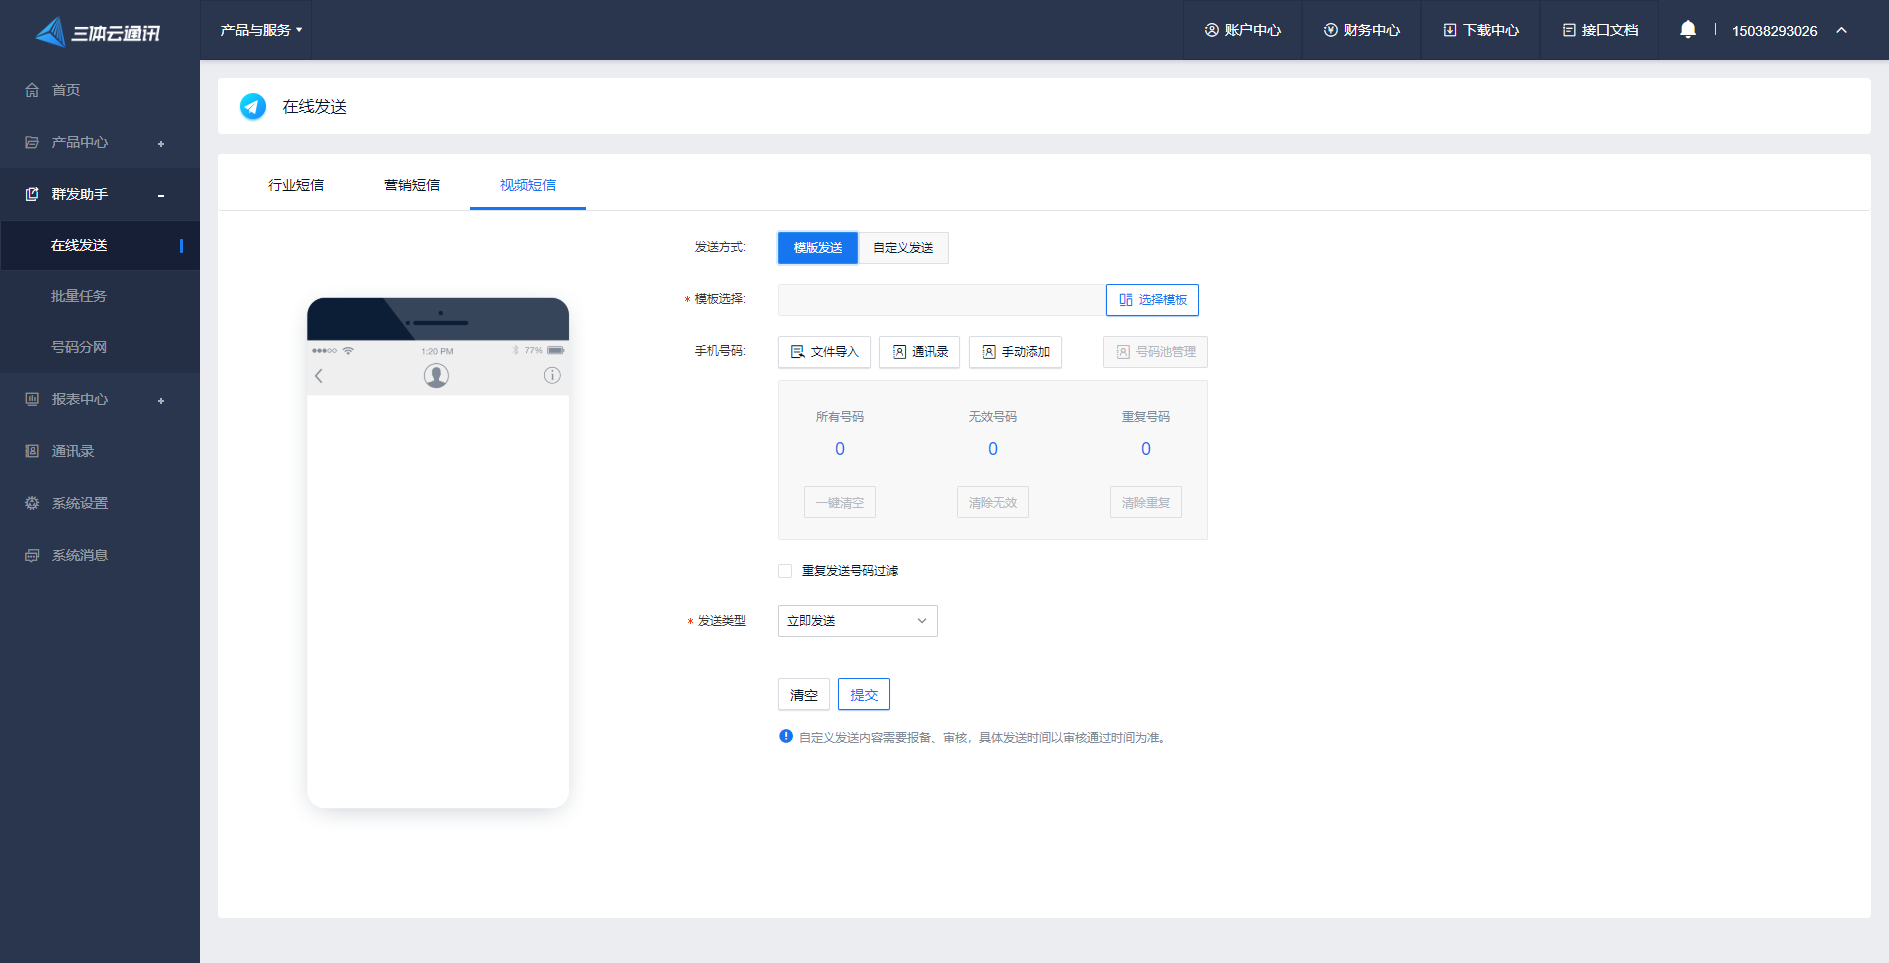 三体云通讯
产品与服务
账户中心
财务中心
下载中心
接口文档
15038293026
首页
产品中心 +
群发助手 -
在线发送
批量任务
号码分网
报表中心 +
通讯录
系统设置
系统消息
在线发送
行业短信 营销短信 视频短信
1:20 PM
77%
发送方式: 模版发送 自定义发送
* 模板选择: 选择模板
手机号码: 文件导入 通讯录 手动添加 号码池管理
所有号码 无效号码 重复号码
0 0 0
一键清空 清除无效 清除重复
重复发送号码过滤
* 发送类型 立即发送
清空 提交
自定义发送内容需要报备、审核，具体发送时间以审核通过时间为准。